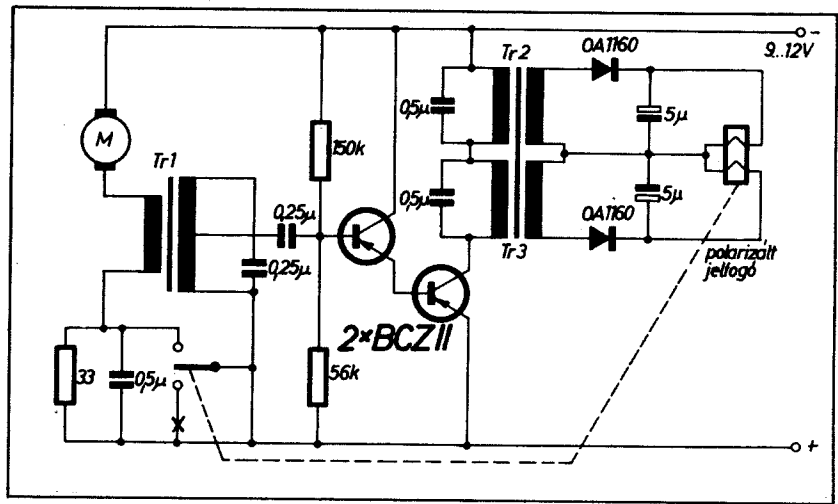 -
9...12V
M
Tr1
0,25μ
0,25μ
150k
56k
33
0,5μ
2×BCZ11
Tr2
Tr3
0,5μ
0,5μ
OA1160
OA1160
5μ
5μ
polarizált
jelfogó
+